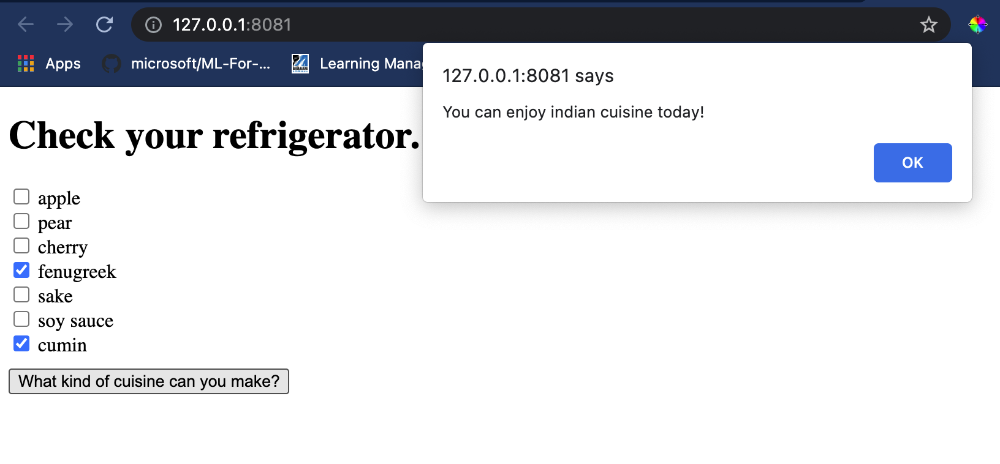 127.0.0.1:8081
Apps
microsoft/ML-For-...
Learning Mana
127.0.0.1:8081 says
You can enjoy indian cuisine today!
OK
Check your refrigerator.
apple
pear
cherry
fenugreek
sake
soy sauce
cumin
What kind of cuisine can you make?